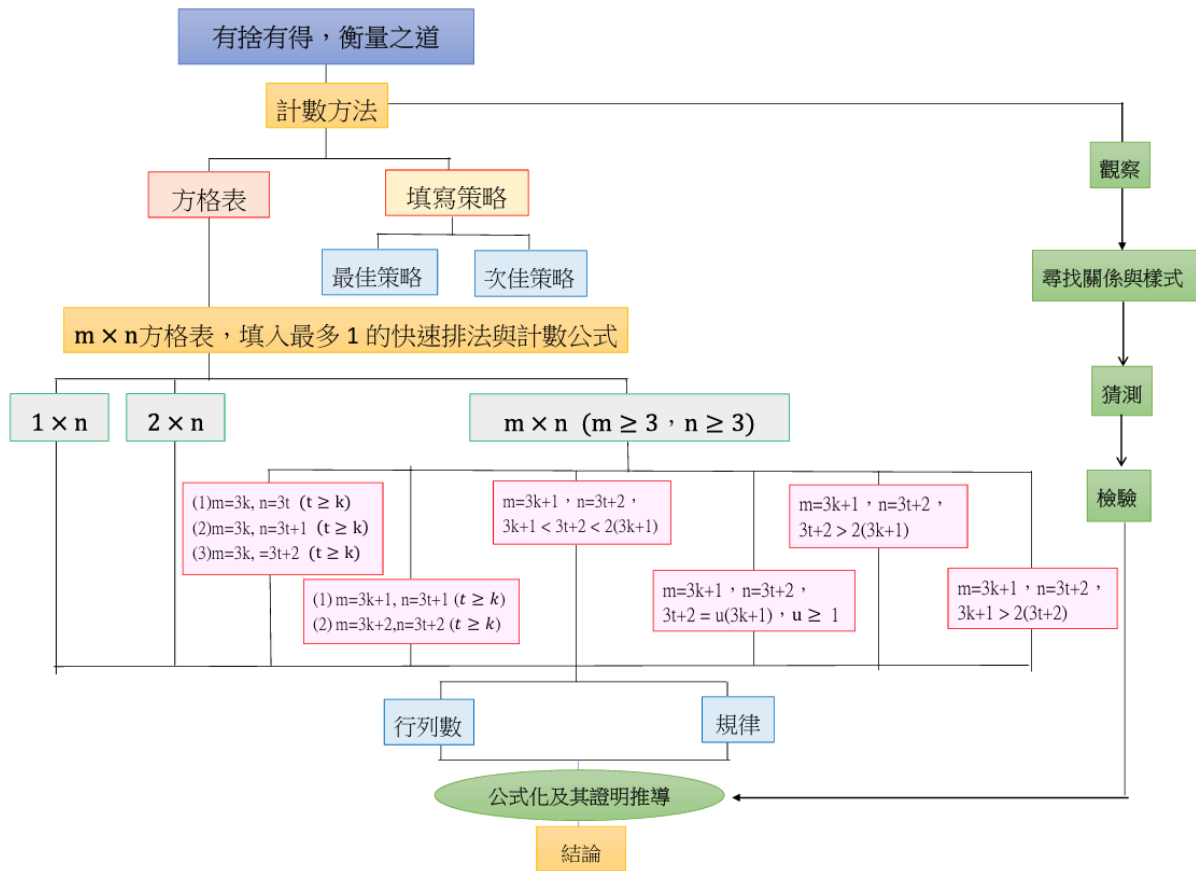 有捨有得，衡量之道
計數方法
觀察
方格表
填寫策略
最佳策略
次佳策略
尋找關係與樣式
m × n方格表，填入最多 1 的快速排法與計數公式
猜測
1 × n
2 × n
m × n (m ≥ 3，n ≥ 3)
檢驗
(1)m=3k, n=3t (t ≥ k)
(2)m=3k, n=3t+1 (t ≥ k)
(3)m=3k, =3t+2 (t ≥ k)
(1) m=3k+1, n=3t+1 (t ≥ k)
(2) m=3k+2,n=3t+2 (t ≥ k)
m=3k+1，n=3t+2，
3k+1 < 3t+2 < 2(3k+1)
m=3k+1，n=3t+2，
3t+2 = u(3k+1)，u ≥ 1
m=3k+1，n=3t+2，
3t+2 > 2(3k+1)
m=3k+1，n=3t+2，
3k+1 > 2(3t+2)
行列數
規律
公式化及其證明推導
結論